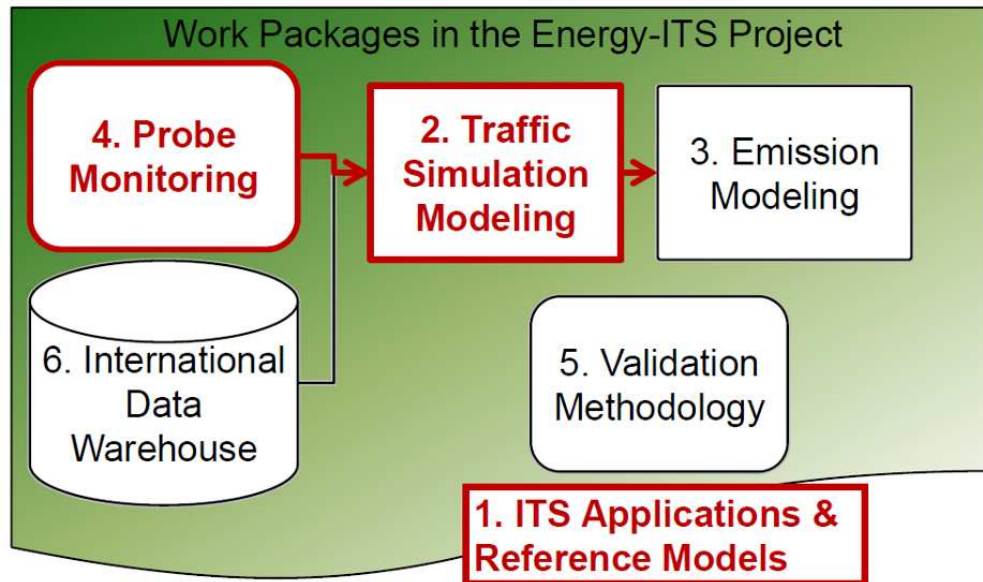 Work Packages in the Energy-ITS Project
4. Probe
Monitoring
2. Traffic
Simulation
Modeling
3. Emission
Modeling
6. International
Data
Warehouse
5. Validation
Methodology
1. ITS Applications &
Reference Models